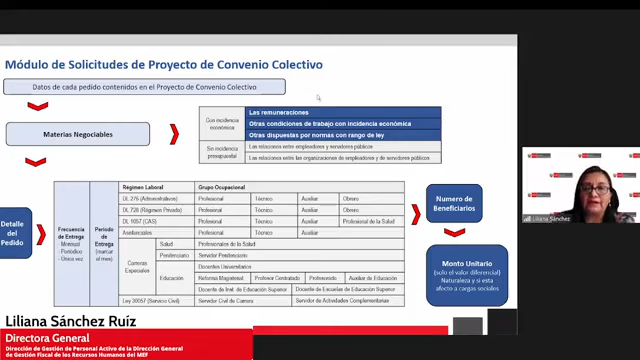 Módulo de Solicitudes de Proyecto de Convenio Colectivo
Datos de cada pedido contenidos en el Proyecto de Convenio Colectivo
Materias Negociables
Con incidencia económica
Las remuneraciones
Otras condiciones de trabajo con incidencia económica
Otras dispuestas por normas con rango de ley
Sin incidencia presupuestal
Las relaciones entre empleadores y servidores públicos
Las relaciones entre las organizaciones de empleadores y de servidores públicos
Detalle del Pedido
Frecuencia de Entrega
- Mensual
- Periódico
- Única vez
Periodo de Entrega (marcar el mes)
Régimen Laboral Grupo Ocupacional
DL 276 (Administrativos) Profesional Técnico Auxiliar Obrero
DL 728 (Régimen Privado) Profesional Técnico Auxiliar Obrero
DL 1057 (CAS) Profesional Técnico Auxiliar Profesional de la Salud
Asistenciales Profesional Técnico Auxiliar
Carreras Especiales
Salud Profesionales de la Salud
Penitenciario Servidor Penitenciario
Educación
Docentes Universitarios
Reforma Magisterial Profesor Contratado Profesorado Auxiliar de Educación
Docente de Inst. de Educación Superior Docente de Escuelas de Educación Superior
Ley 30057 (Servicio Civil) Servidor Civil de Carrera Servidor de Actividades Complementarias
Numero de Beneficiarios
Monto Unitario
(solo el valor diferencial)
Naturaleza y si esta afecto a cargas sociales
Liliana Sánchez
Liliana Sánchez Ruíz
Directora General
Dirección de Gestión de Personal Activo de la Dirección General
de Gestión Fiscal de los Recursos Humanos del MEF